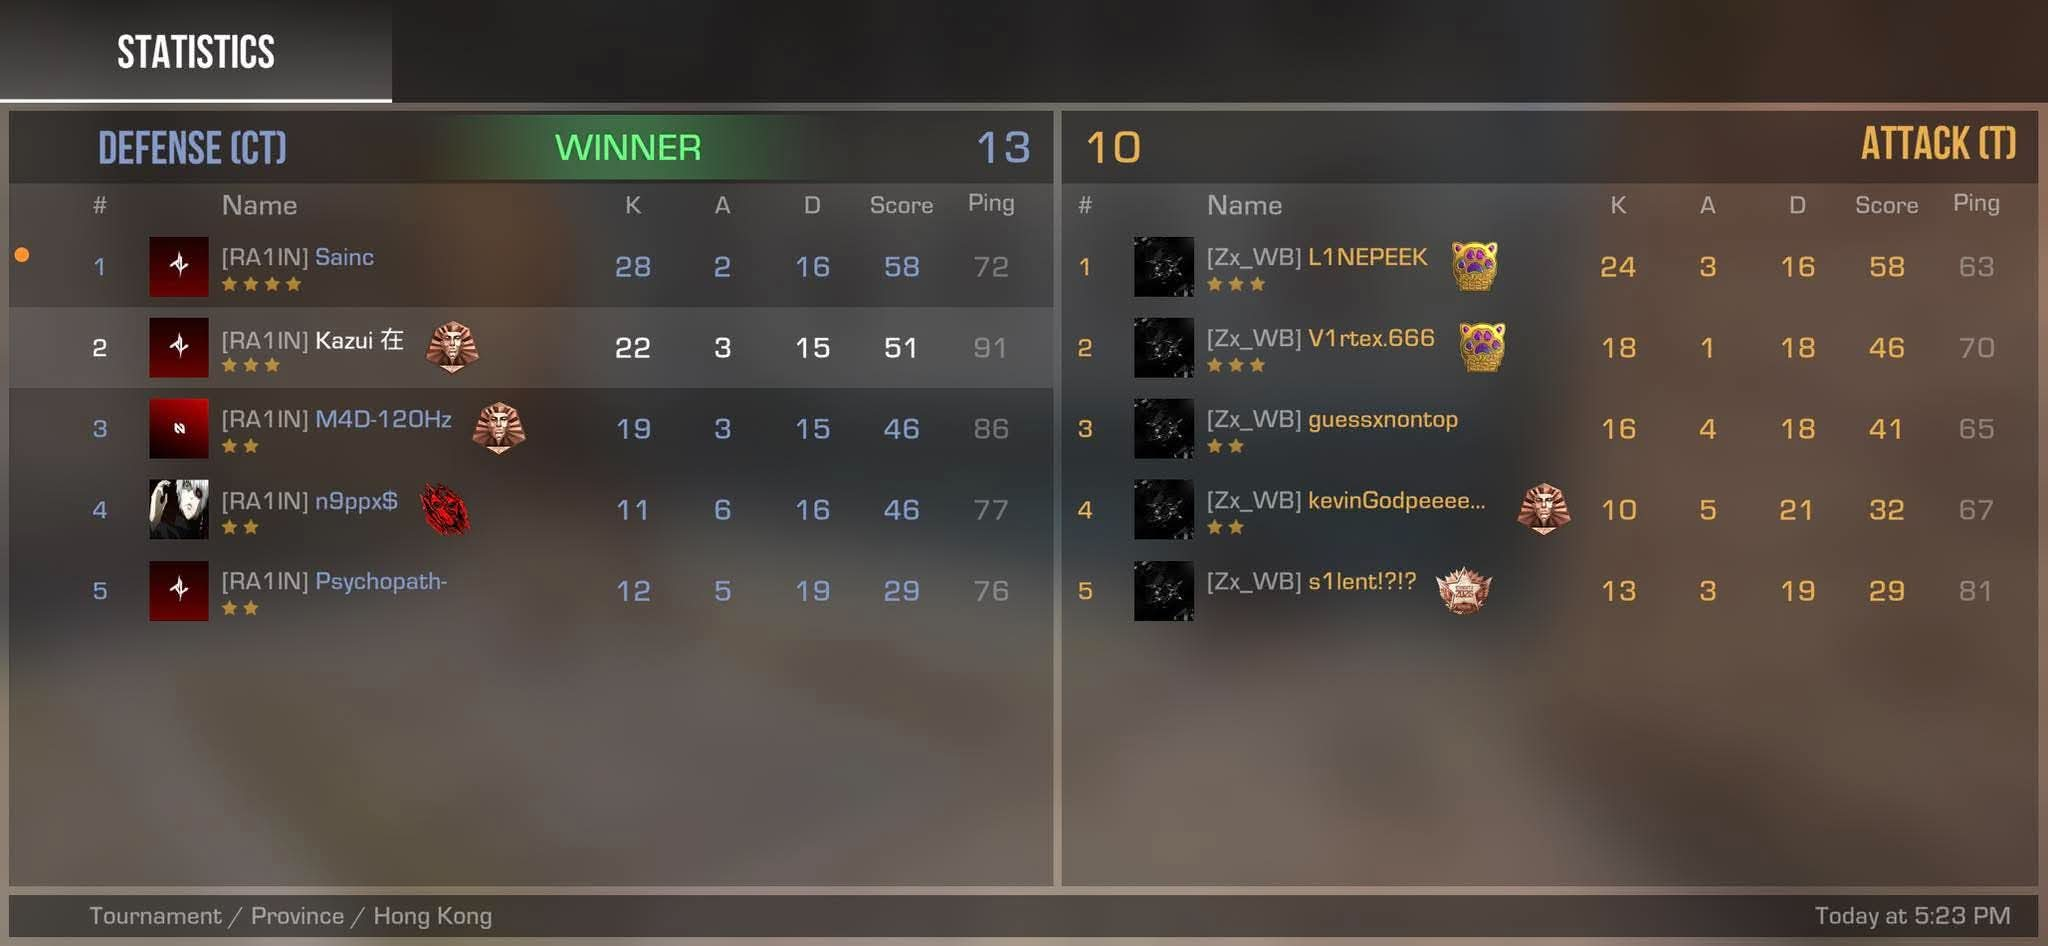 STATISTICS
DEFENSE (CT) WINNER 13
# Name K A D Score Ping
1 [RA1IN] Sainc 28 2 16 58 72
2 [RA1IN] Kazui 在 22 3 15 51 91
3 [RA1IN] M4D-120Hz 19 3 15 46 86
4 [RA1IN] n9ppx$ 11 6 16 46 77
5 [RA1IN] Psychopath- 12 5 19 29 76
10 ATTACK (T)
# Name K A D Score Ping
1 [Zx_WB] L1NEPEEK 24 3 16 58 63
2 [Zx_WB] V1rtex.666 18 1 18 46 70
3 [Zx_WB] guessxnontop 16 4 18 41 65
4 [Zx_WB] kevinGodpeeee... 10 5 21 32 67
5 [Zx_WB] s1lent!?!? 13 3 19 29 81
Tournament / Province / Hong Kong
Today at 5:23 PM